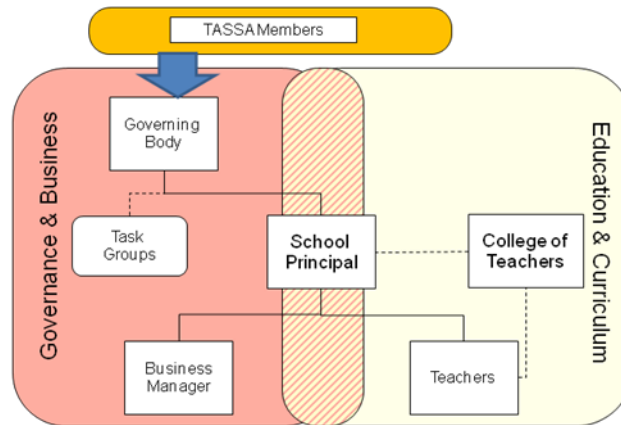 TASSA Members
Governing
Body
Governance & Business
Education & Curriculum
Task
Groups
School
Principal
College of
Teachers
Business
Manager
Teachers